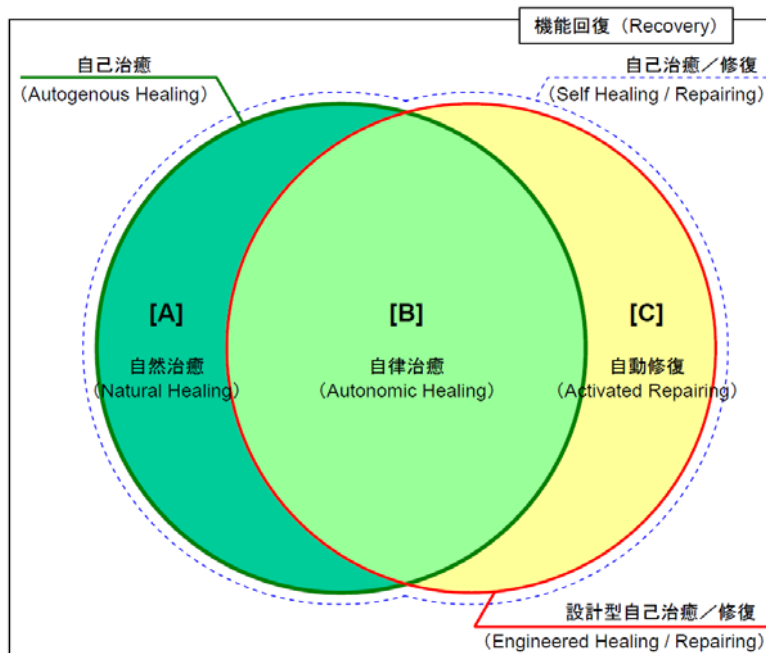 機能回復（Recovery）
自己治癒
（Autogenous Healing）
自己治癒／修復
（Self Healing / Repairing）
[A]
自然治癒
（Natural Healing）
[B]
自律治癒
（Autonomic Healing）
[C]
自動修復
（Activated Repairing）
設計型自己治癒／修復
（Engineered Healing / Repairing）